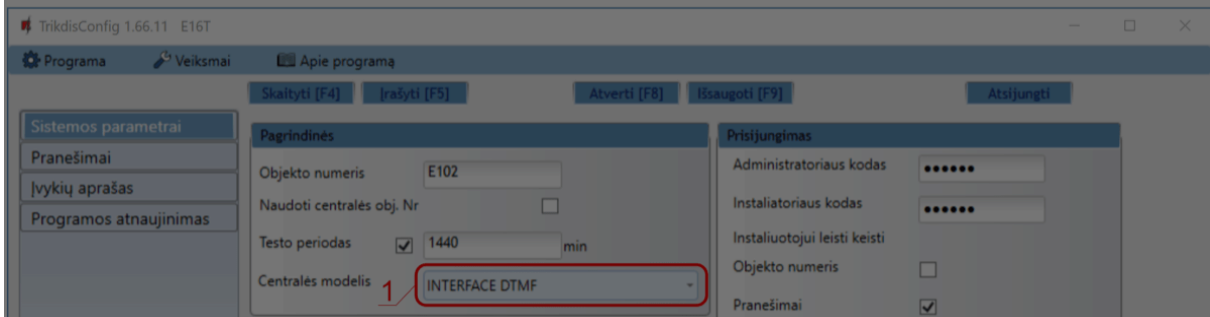 TrikdisConfig 1.66.11 E16T
Programa Veiksmai Apie programą
Skaityti [F4] Įrašyti [F5] Atverti [F8] Išsaugoti [F9] Atsijungti
Sistemos parametrai
Pranešimai
Įvykių aprašas
Programos atnaujinimas
Pagrindinės
Objekto numeris E102
Naudoti centralės obj. Nr
Testo periodas 1440 min
Centralės modelis 1 INTERFACE DTMF
Prisijungimas
Administratoriaus kodas ●●●●●●
Instaliatoriaus kodas ●●●●●●
Instaliuotojui leisti keisti
Objekto numeris
Pranešimai